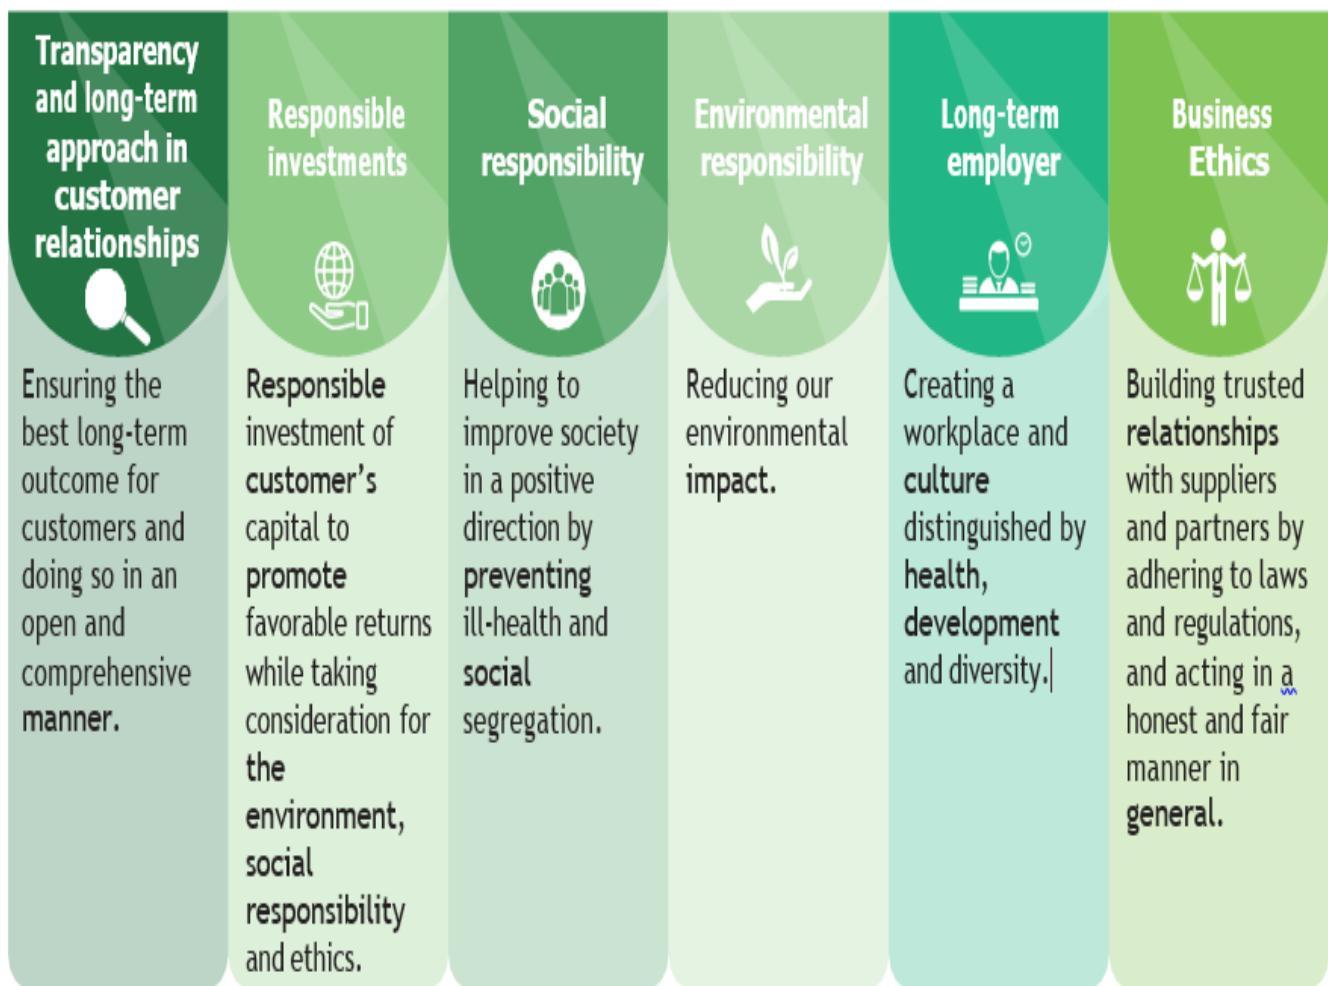 Transparency
and long-term
approach in
customer
relationships
Ensuring the
best long-term
outcome for
customers and
doing so in an
open and
comprehensive
manner.
Responsible
investments
Responsible
investment of
customer’s
capital to
promote
favorable returns
while taking
consideration for
the
environment,
social
responsibility
and ethics.
Social
responsibility
Helping to
improve society
in a positive
direction by
preventing
ill-health and
social
segregation.
Environmental
responsibility
Reducing our
environmental
impact.
Long-term
employer
Creating a
workplace and
culture
distinguished by
health,
development
and diversity.
Business
Ethics
Building trusted
relationships
with suppliers
and partners by
adhering to laws
and regulations,
and acting in a
honest and fair
manner in
general.